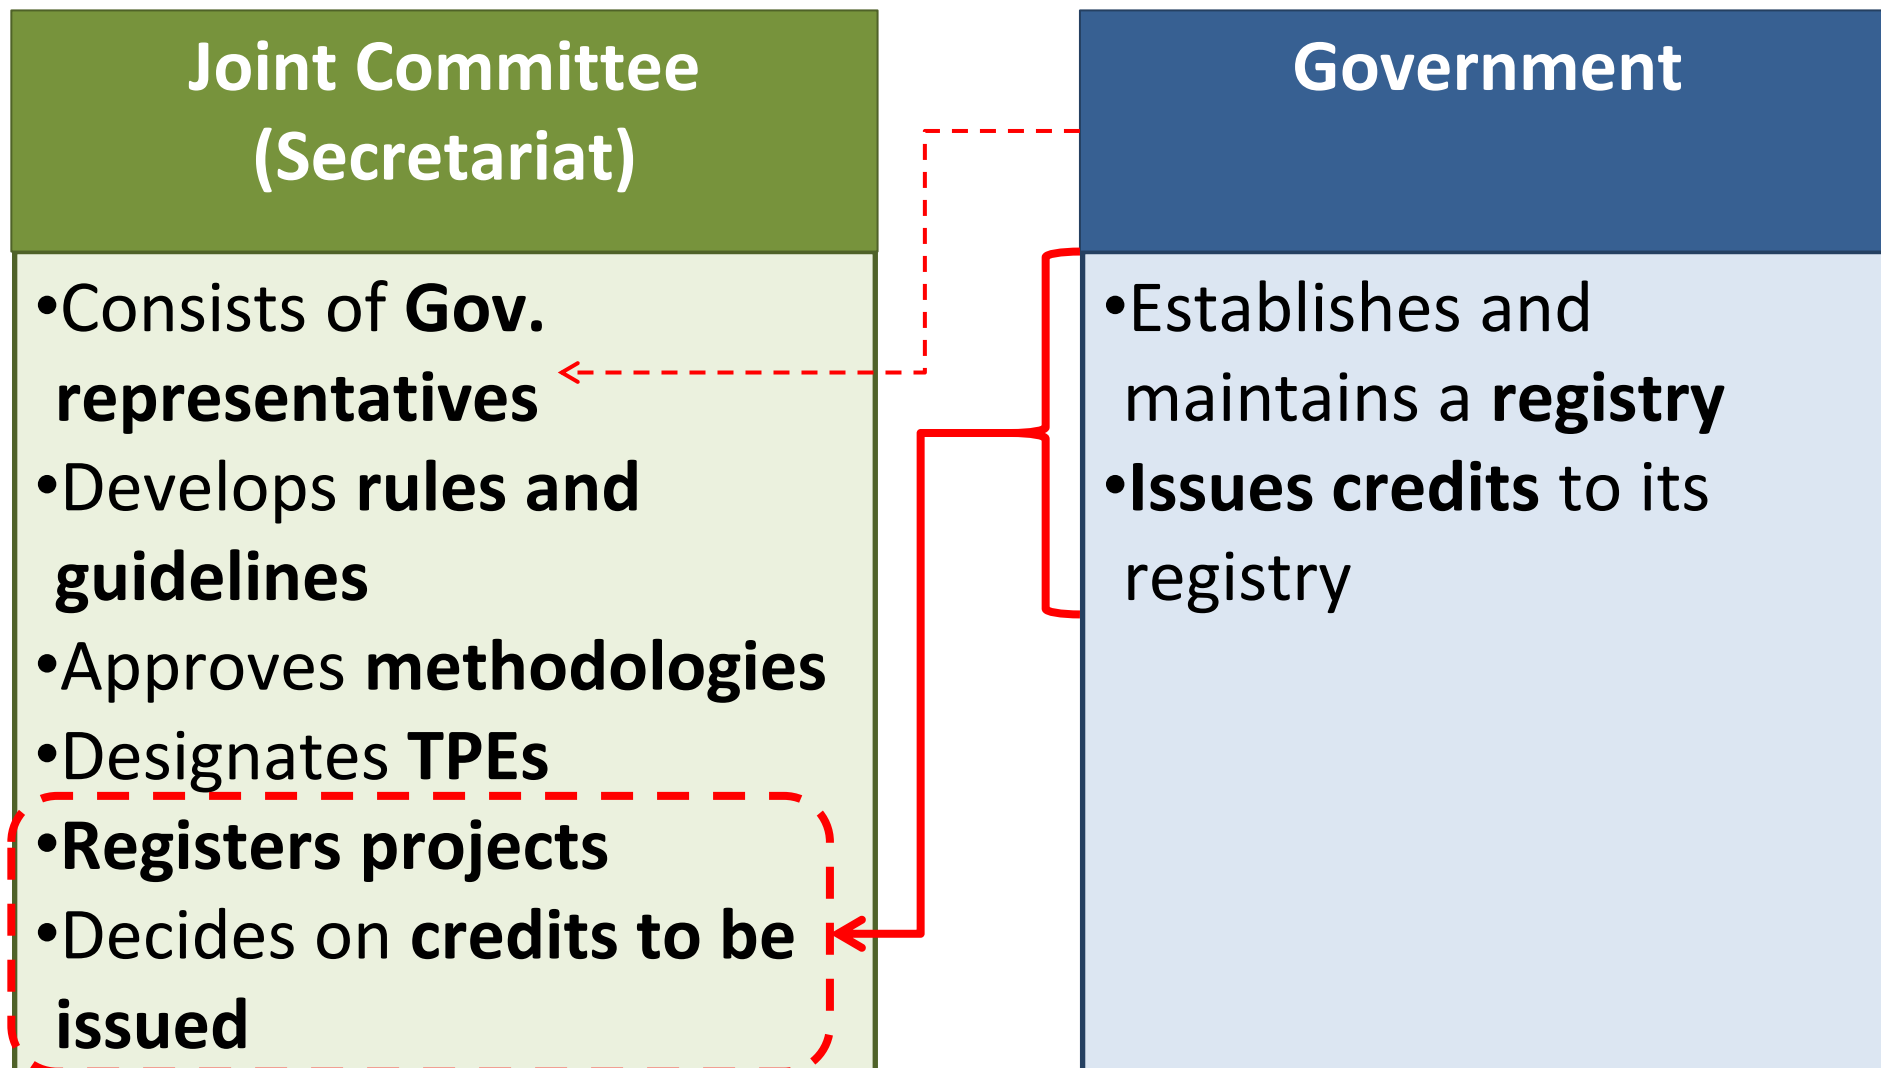 Joint Committee
(Secretariat)
•Consists of Gov.
representatives
•Develops rules and
guidelines
•Approves methodologies
•Designates TPEs
•Registers projects
•Decides on credits to be
issued
Government
•Establishes and
maintains a registry
•Issues credits to its
registry